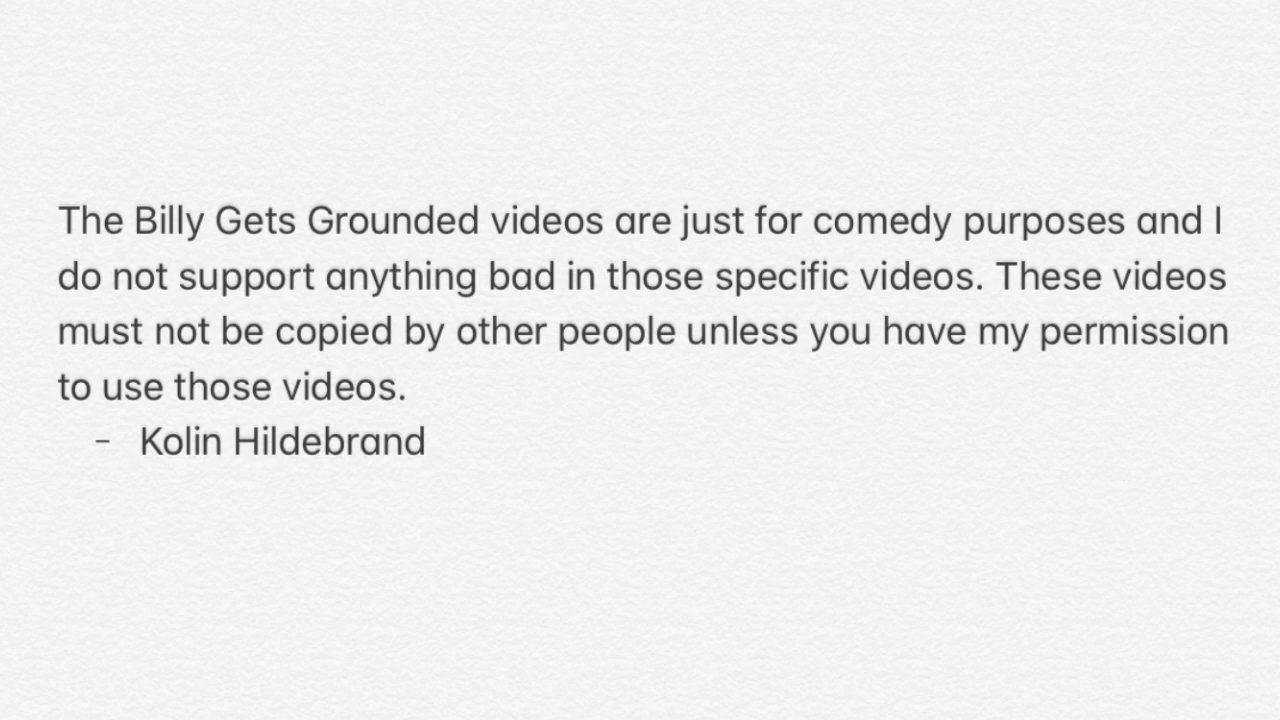 The Billy Gets Grounded videos are just for comedy purposes and I
do not support anything bad in those specific videos. These videos
must not be copied by other people unless you have my permission
to use those videos.
– Kolin Hildebrand